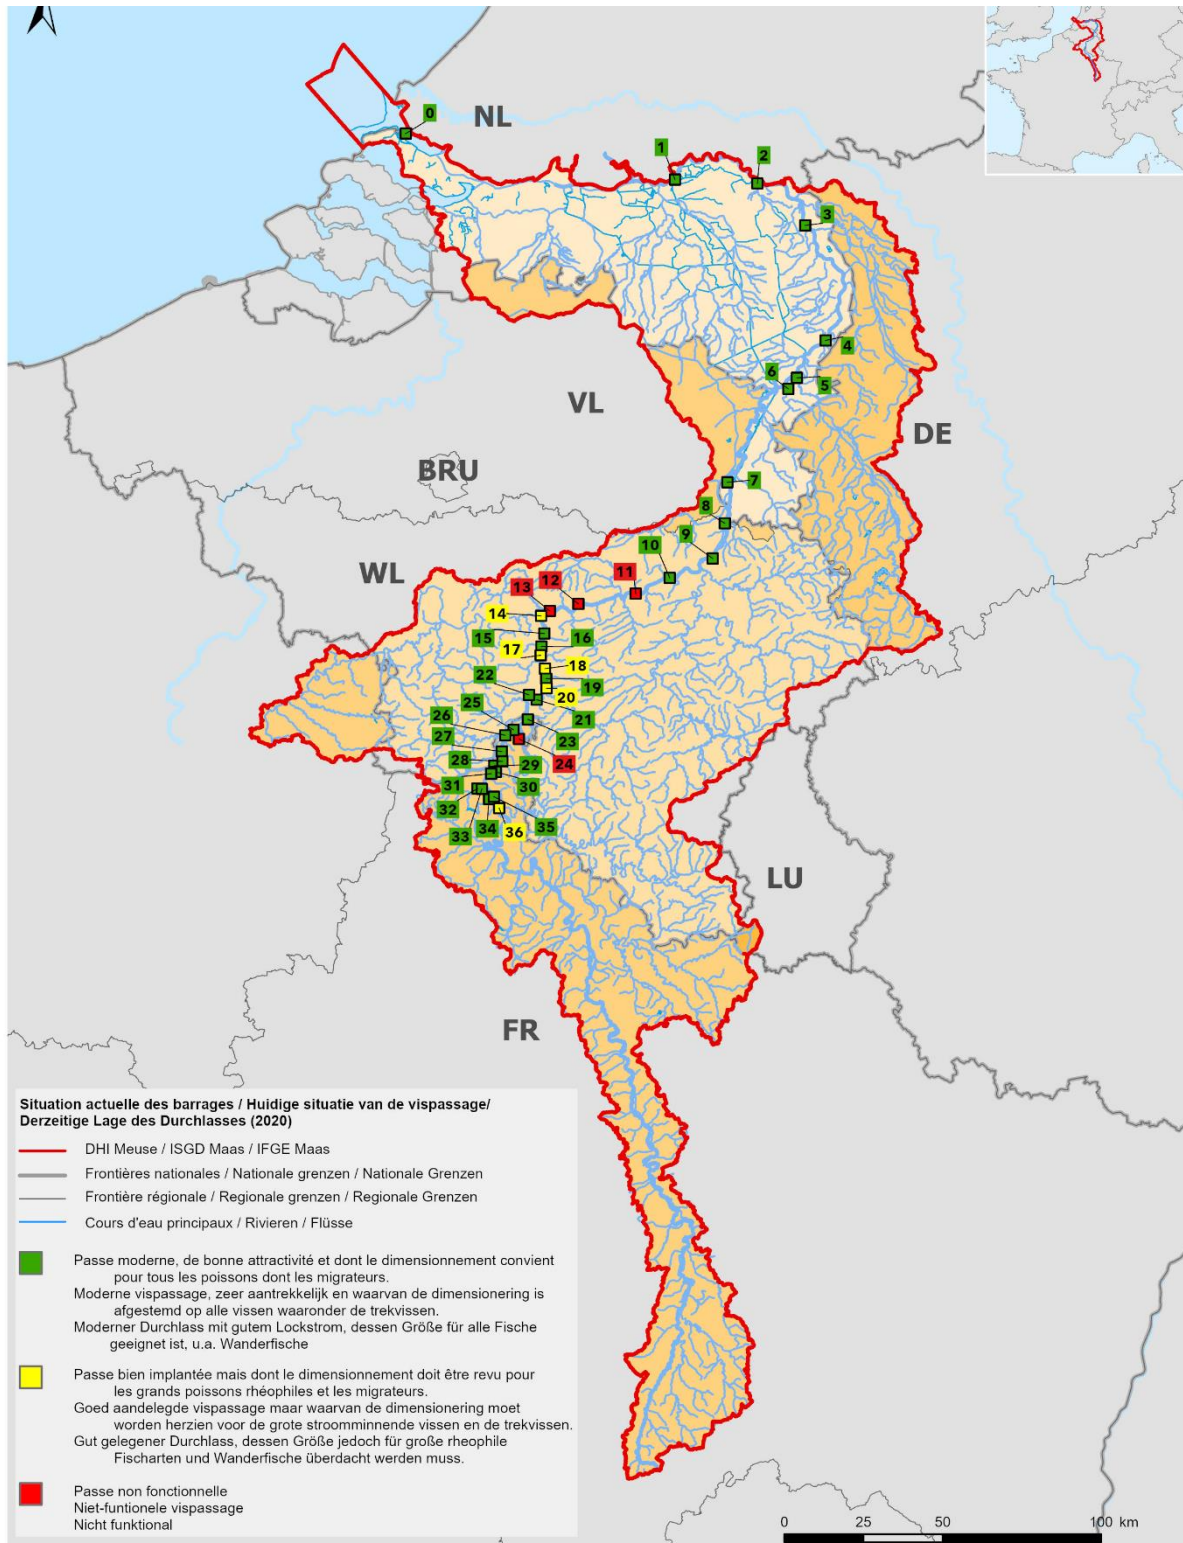 0
NL
1
2
3
4
6
5
VL
DE
BRU
7
8
9
10
WL
13
12
11
14
15
16
17
18
22
19
20
25
21
26
23
27
24
28
29
31
30
32
33
34
36
35
LU
FR
Situation actuelle des barrages / Huidige situatie van de vispassage/
Derzeitige Lage des Durchlasses (2020)
DHI Meuse / ISGD Maas / IFGE Maas
Frontières nationales / Nationale grenzen / Nationale Grenzen
Frontière régionale / Regionale grenzen / Regionale Grenzen
Cours d'eau principaux / Rivieren / Flüsse
Passe moderne, de bonne attractivité et dont le dimensionnement convient
pour tous les poissons dont les migrateurs.
Moderne vispassage, zeer aantrekkelijk en waarvan de dimensionering is
afgestemd op alle vissen waaronder de trekvissen.
Moderner Durchlass mit gutem Lockstrom, dessen Größe für alle Fische
geeignet ist, u.a. Wanderfische
Passe bien implantée mais dont le dimensionnement doit être revu pour
les grands poissons rhéophiles et les migrateurs.
Goed aandelegde vispassage maar waarvan de dimensionering moet
worden herzien voor de grote stroomminnende vissen en de trekvissen.
Gut gelegener Durchlass, dessen Größe jedoch für große rheophile
Fischarten und Wanderfische überdacht werden muss.
Passe non fonctionnelle
Niet-funtionele vispassage
Nicht funktional
0 25 50 100 km